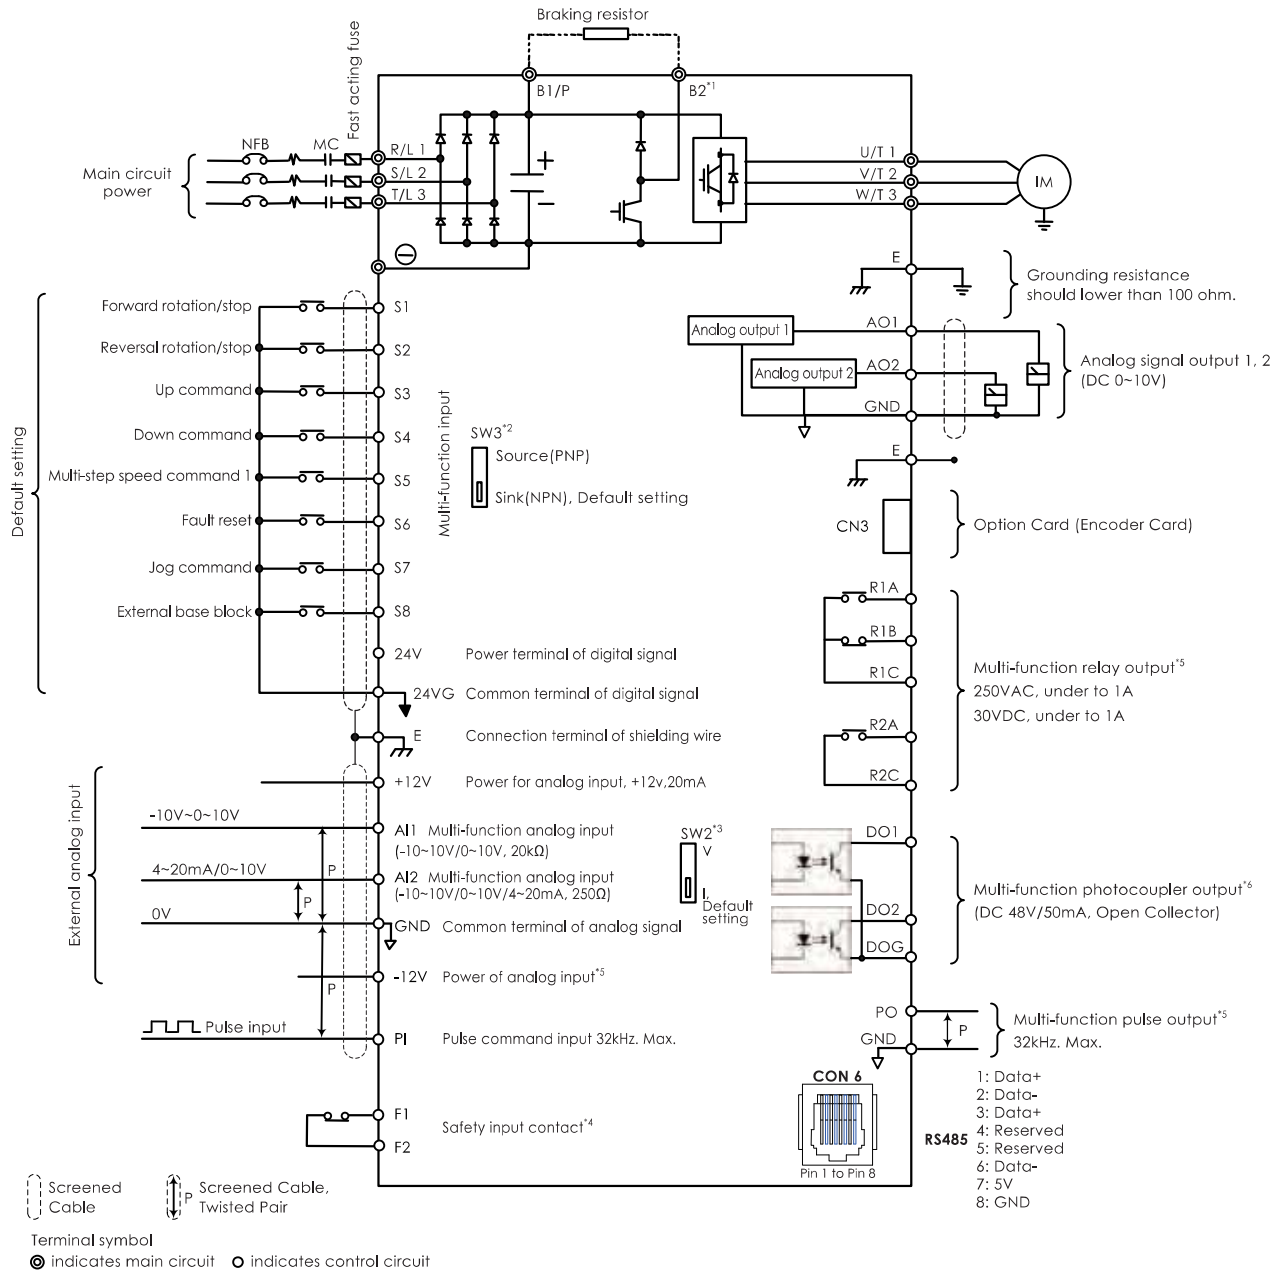 Braking resistor
Fast acting fuse
B1/P
B2*1
NFB
MC
R/L 1
S/L 2
T/L 3
Main circuit
power
+
−
−
U/T 1
V/T 2
W/T 3
IM
E
Grounding resistance
should lower than 100 ohm.
Default setting
Forward rotation/stop
S1
Reversal rotation/stop
S2
Up command
S3
Down command
S4
Multi-step speed command 1
S5
Fault reset
S6
Jog command
S7
External base block
S8
Multi-function input
SW3*2
Source(PNP)
Sink(NPN), Default setting
24V
Power terminal of digital signal
24VG
Common terminal of digital signal
E
Connection terminal of shielding wire
Analog output 1
AO1
Analog output 2
AO2
GND
Analog signal output 1, 2
(DC 0~10V)
E
CN3
Option Card (Encoder Card)
R1A
R1B
R1C
R2A
R2C
Multi-function relay output*5
250VAC, under to 1A
30VDC, under to 1A
External analog input
+12V
Power for analog input, +12v,20mA
-10V~0~10V
P
AI1
Multi-function analog input
(-10~10V/0~10V, 20kΩ)
4~20mA/0~10V
P
AI2
Multi-function analog input
(-10~10V/0~10V/4~20mA, 250Ω)
0V
GND
Common terminal of analog signal
-12V
Power of analog input*5
P
Pulse input
PI
Pulse command input 32kHz. Max.
SW2*3
V
I,
Default
setting
DO1
DO2
DOG
Multi-function photocoupler output*6
(DC 48V/50mA, Open Collector)
PO
P
GND
Multi-function pulse output*5
32kHz. Max.
F1
F2
Safety input contact*4
CON 6
Pin 1 to Pin 8
RS485
1: Data+
2: Data-
3: Data+
4: Reserved
5: Reserved
6: Data-
7: 5V
8: GND
Screened
Cable
P
Screened Cable,
Twisted Pair
Terminal symbol
indicates main circuit
indicates control circuit